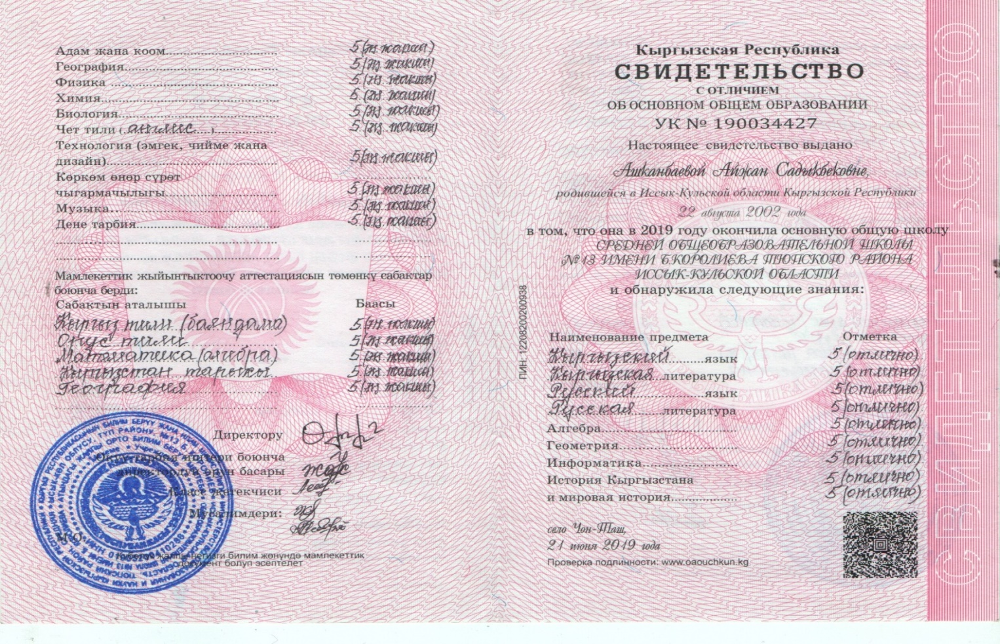 Адам жана коом 5 (эң жакшы)
География 5 (эң жакшы)
Физика 5 (эң жакшы)
Химия 5 (эң жакшы)
Биология 5 (эң жакшы)
Чет тили (англис) 5 (эң жакшы)
Технология (эмгек, чийме жана
дизайн) 5 (эң жакшы)
Көркөм өнөр сүрөт
чыгармачылыгы 5 (эң жакшы)
Музыка 5 (эң жакшы)
Дене тарбия 5 (эң жакшы)
Мамлекеттик жыйынтыктоочу аттестациясын төмөнкү сабактар
боюнча берди:
Сабактын аталышы Баасы
Кыргыз тили (баяндама) 5 (эң жакшы)
Орус тили 5 (эң жакшы)
Математика (алгебра) 5 (эң жакшы)
Кыргызстан тарыхы 5 (эң жакшы)
География 5 (эң жакшы)
Директору
Окуу-тарбия иштери боюнча
директордун орун басары
Класс жетекчиси
Мугалимдери:
М.О.
жалпы негизги билим жөнүндө мамлекеттик
документ болуп эсептелет
Кыргызская Республика
СВИДЕТЕЛЬСТВО
С ОТЛИЧИЕМ
ОБ ОСНОВНОМ ОБЩЕМ ОБРАЗОВАНИИ
УК № 190034427
Настоящее свидетельство выдано
Ашканбаевой Айжан Садыкбековне,
родившейся в Иссык-Кульской области Кыргызской Республики
22 августа 2002 года
в том, что она в 2019 году окончила основную общую школу
СРЕДНЕЙ ОБЩЕОБРАЗОВАТЕЛЬНОЙ ШКОЛЫ
№13 ИМЕНИ Б.КОРОЛИЕВА ТЮПСКОГО РАЙОНА
ИССЫК-КУЛЬСКОЙ ОБЛАСТИ
и обнаружила следующие знания:
Наименование предмета Отметка
Кыргызский язык 5 (отлично)
Кыргызская литература 5 (отлично)
Русский язык 5 (отлично)
Русская литература 5 (отлично)
Алгебра 5 (отлично)
Геометрия 5 (отлично)
Информатика 5 (отлично)
История Кыргызстана 5 (отлично)
и мировая история 5 (отлично)
село Чон-Таш,
21 июня 2019 года
Проверка подлинности: www.oaouchkun.kg
ПИН: 12208200200938
СВИДЕТЕЛЬСТВО